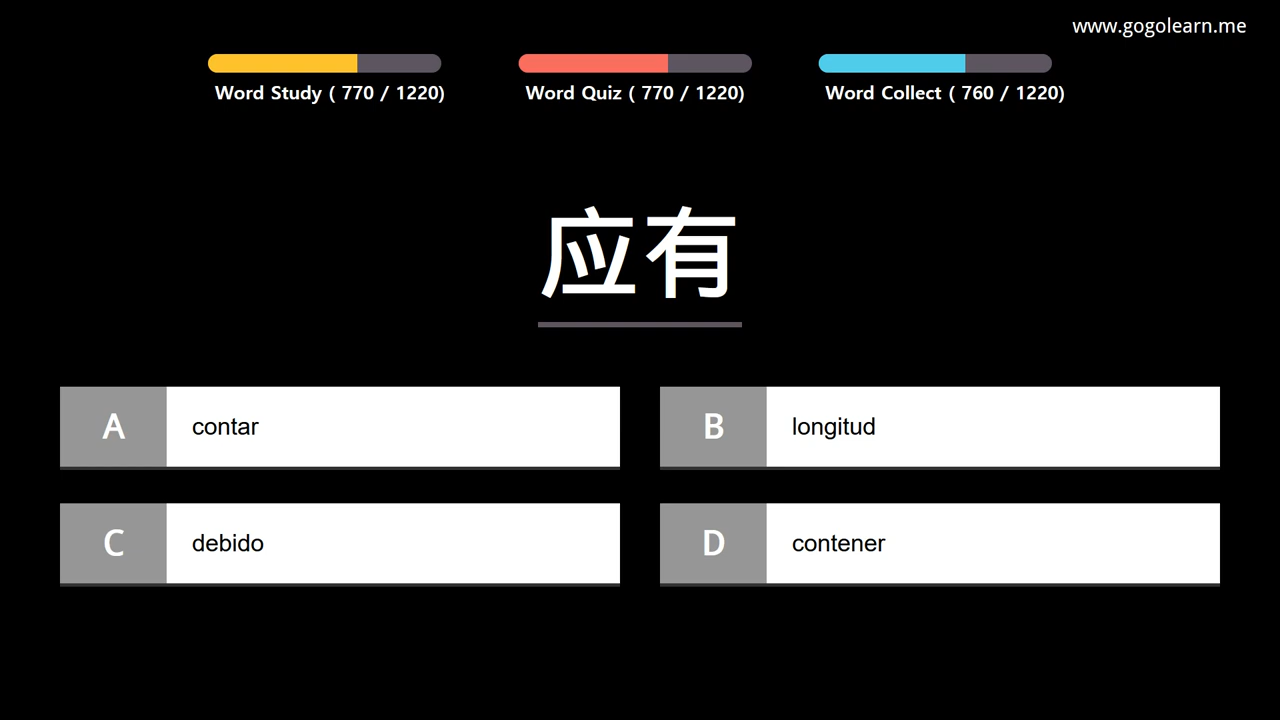 www.gogolearn.me
Word Study ( 770 / 1220)
Word Quiz ( 770 / 1220)
Word Collect ( 760 / 1220)
应有
A contar
B longitud
C debido
D contener